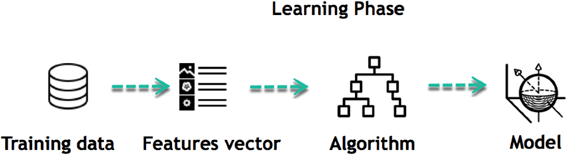 Learning Phase
Training data
Features vector
Algorithm
Model